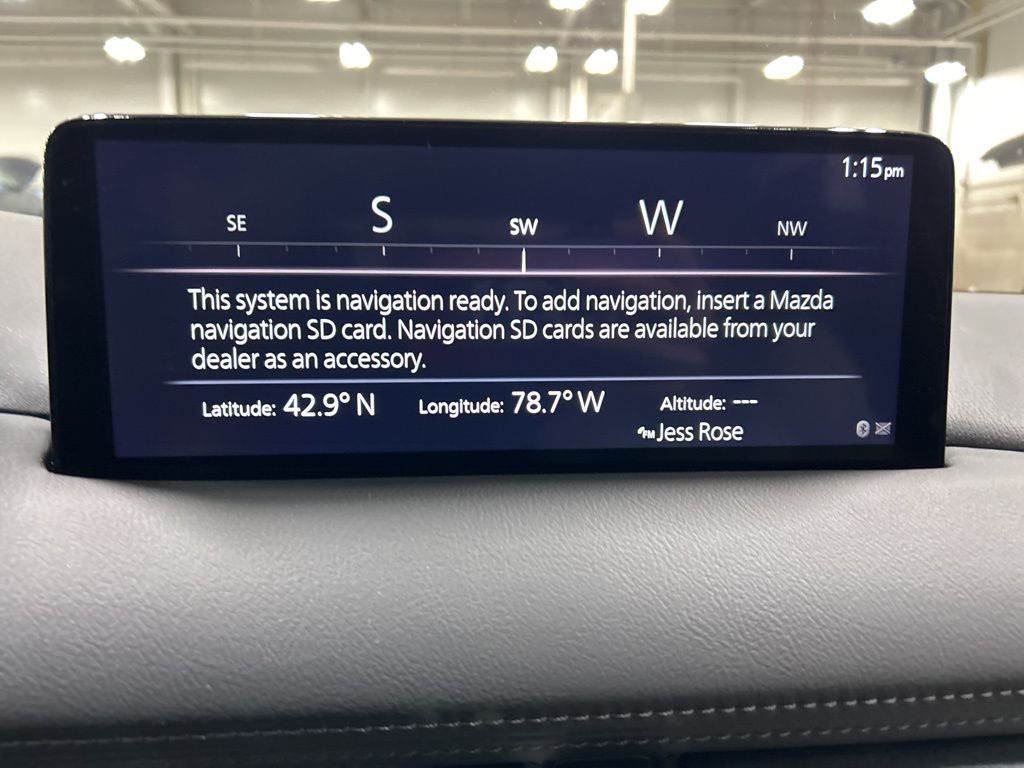 1:15pm
SE S SW W NW
This system is navigation ready. To add navigation, insert a Mazda
navigation SD card. Navigation SD cards are available from your
dealer as an accessory.
Latitude: 42.9° N Longitude: 78.7° W Altitude: ---
FM Jess Rose